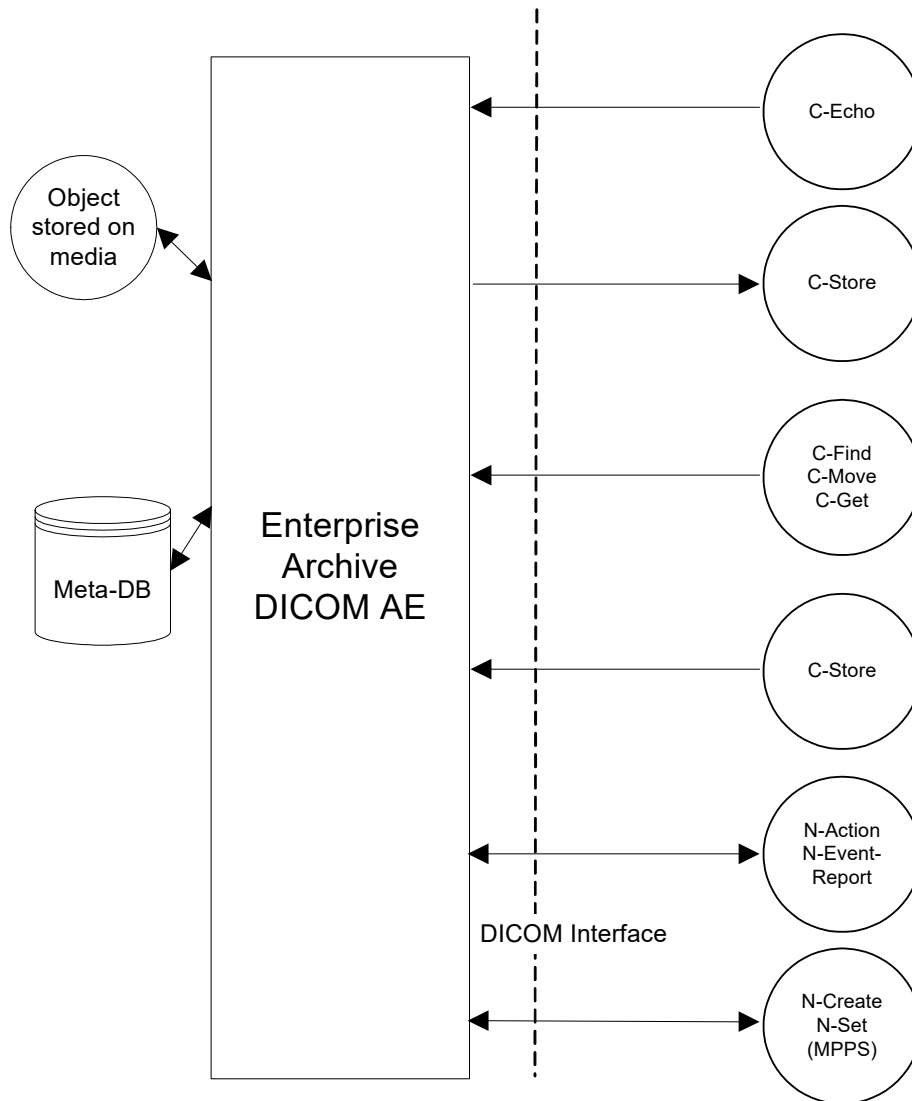 C-Echo
Object
stored on
media
C-Store
C-Find
C-Move
C-Get
Enterprise
Archive
DICOM AE
Meta-DB
C-Store
N-Action
N-Event-
Report
DICOM Interface
N-Create
N-Set
(MPPS)